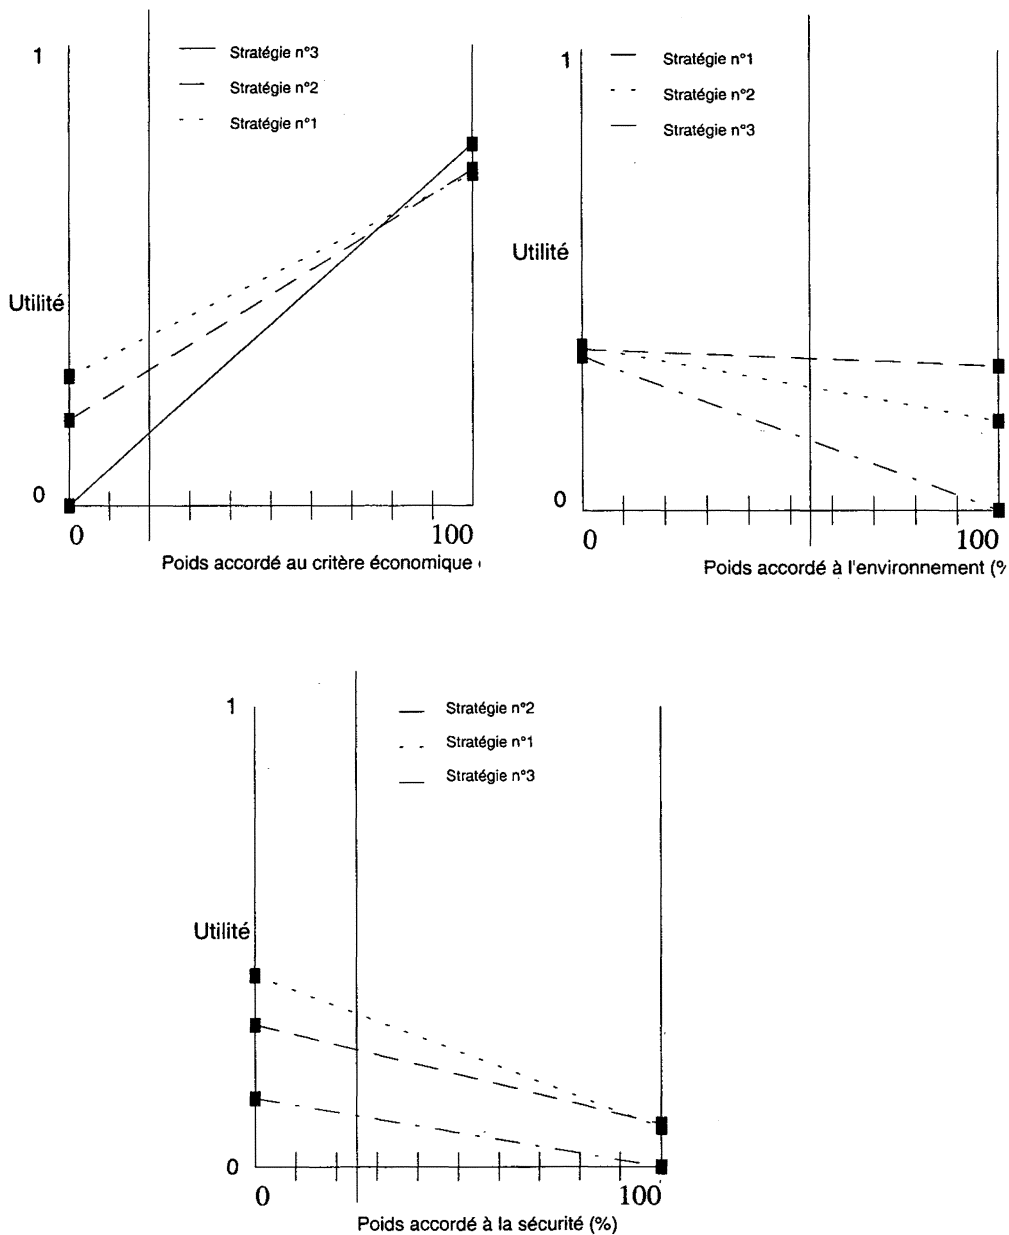 1
Stratégie n°3
Stratégie n°2
Stratégie n°1
Utilité
0
0
100
Poids accordé au critère économique
1
Stratégie n°1
Stratégie n°2
Stratégie n°3
Utilité
0
0
100
Poids accordé à l'environnement (%
1
Stratégie n°2
Stratégie n°1
Stratégie n°3
Utilité
0
0
100
Poids accordé à la sécurité (%)